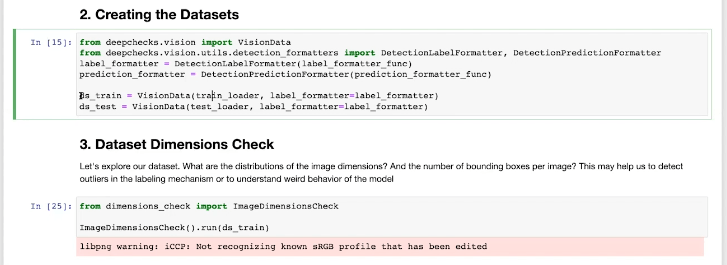 2. Creating the Datasets
In [15]: from deepchecks.vision import VisionData
from deepchecks.vision.utils.detection_formatters import DetectionLabelFormatter, DetectionPredictionFormatter
label_formatter = DetectionLabelFormatter(label_formatter_func)
prediction_formatter = DetectionPredictionFormatter(prediction_formatter_func)
ds_train = VisionData(train_loader, label_formatter=label_formatter)
ds_test = VisionData(test_loader, label_formatter=label_formatter)
3. Dataset Dimensions Check
Let's explore our dataset. What are the distributions of the image dimensions? And the number of bounding boxes per image? This may help us to detect
outliers in the labeling mechanism or to understand weird behavior of the model
In [25]: from dimensions_check import ImageDimensionsCheck
ImageDimensionsCheck().run(ds_train)
libpng warning: iCCP: Not recognizing known sRGB profile that has been edited